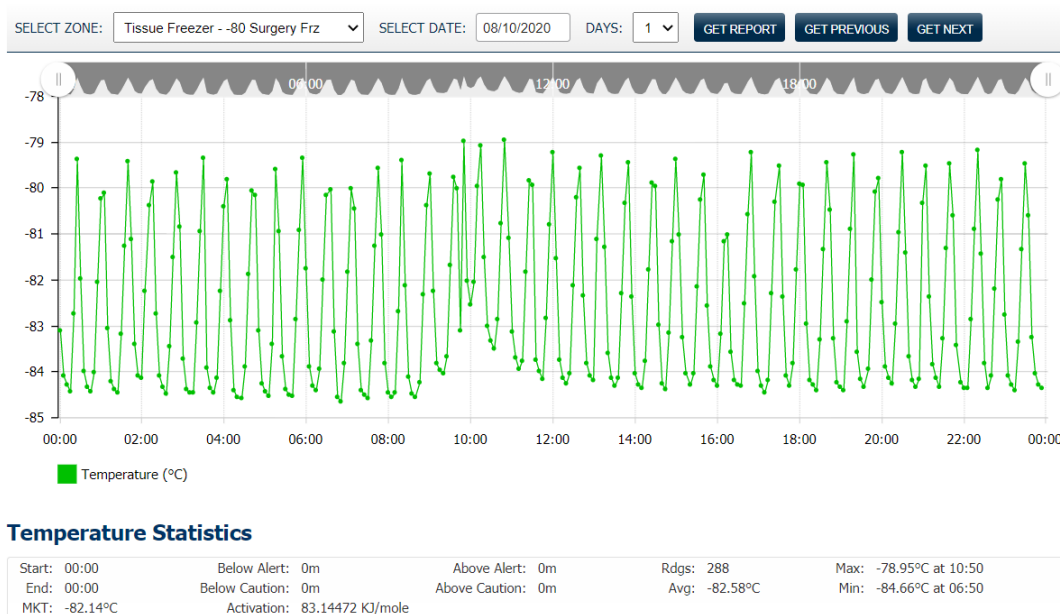 SELECT ZONE: Tissue Freezer - -80 Surgery Frz SELECT DATE: 08/10/2020 DAYS: 1 GET REPORT GET PREVIOUS GET NEXT
06:00 12:00 18:00
-78
-79
-80
-81
-82
-83
-84
-85
00:00 02:00 04:00 06:00 08:00 10:00 12:00 14:00 16:00 18:00 20:00 22:00 00:00
Temperature (°C)
Temperature Statistics
Start: 00:00 Below Alert: 0m Above Alert: 0m Rdgs: 288 Max: -78.95°C at 10:50
End: 00:00 Below Caution: 0m Above Caution: 0m Avg: -82.58°C Min: -84.66°C at 06:50
MKT: -82.14°C Activation: 83.14472 KJ/mole